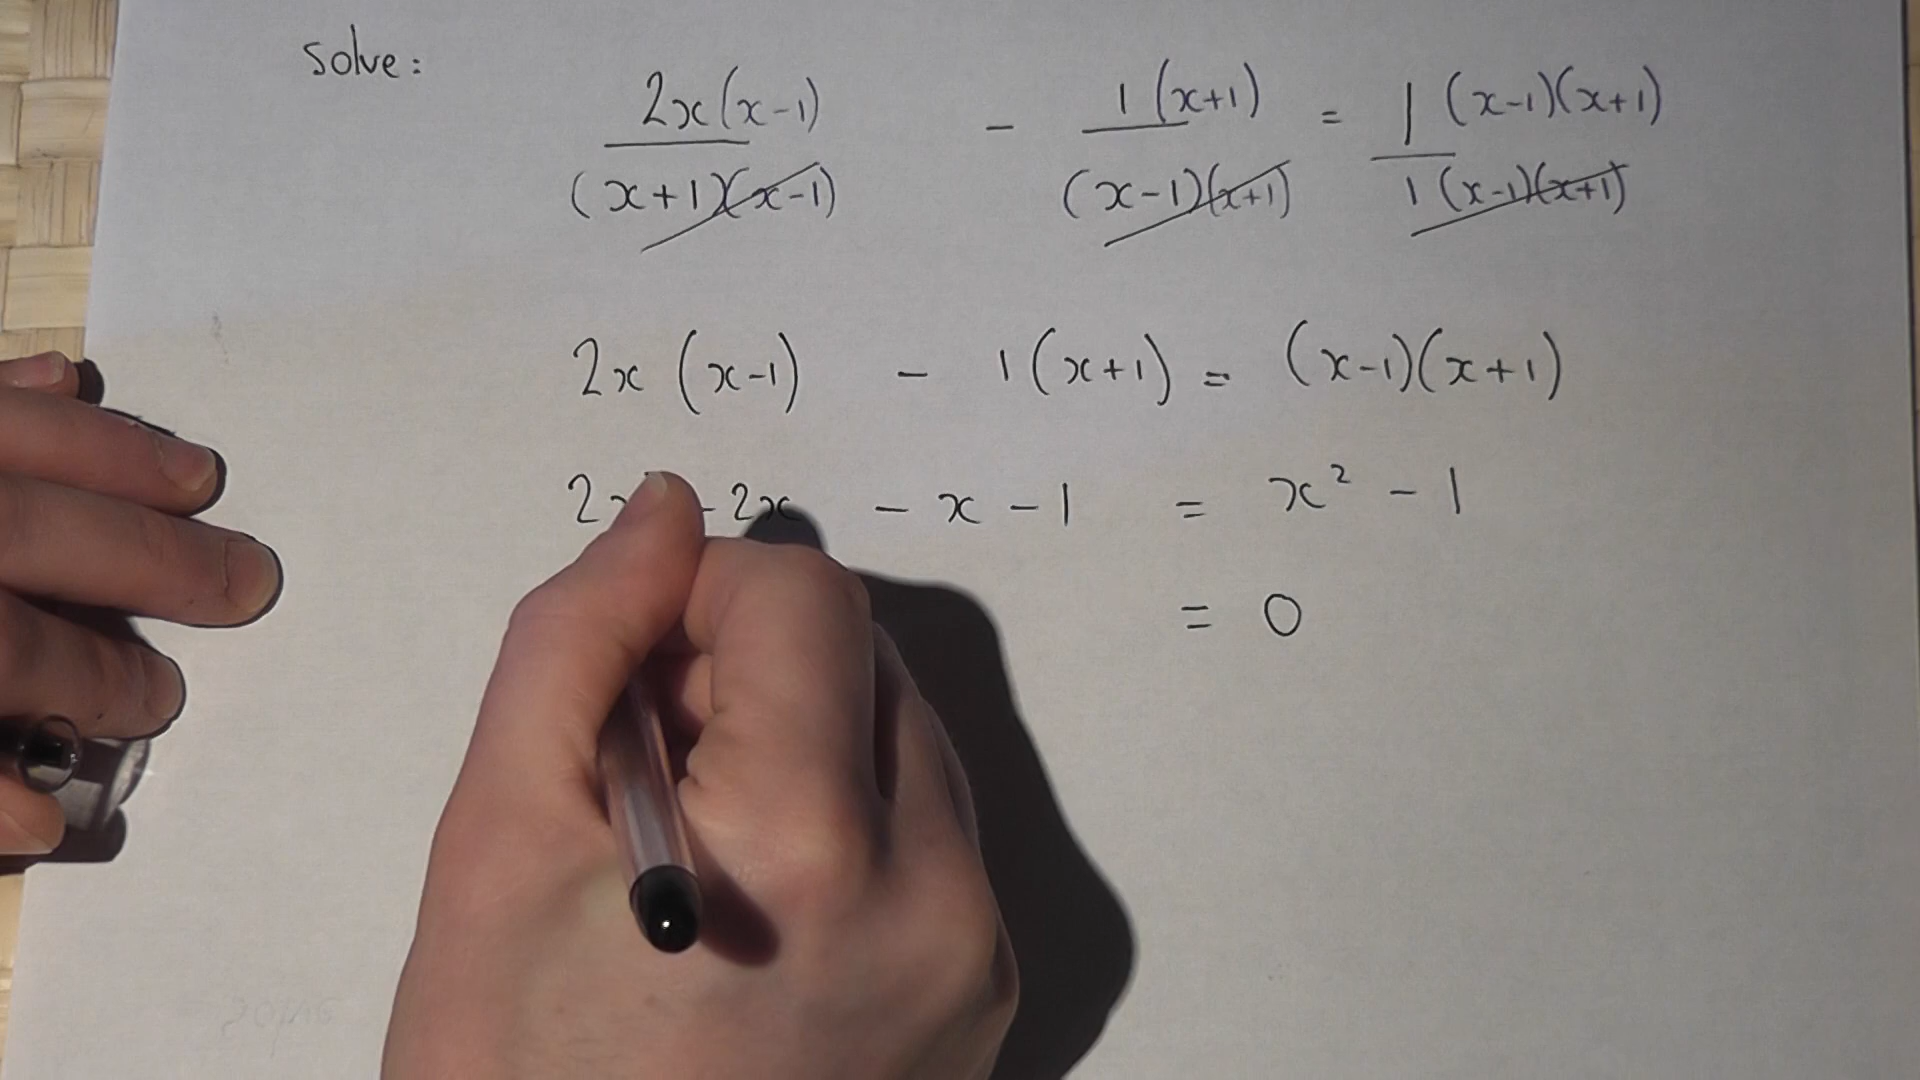 Solve:
2x(x-1) - 1(x+1) = 1(x-1)(x+1)
(x+1)(x-1) (x-1)(x+1) 1(x-1)(x+1)
2x(x-1) - 1(x+1) = (x-1)(x+1)
2x - 2x - x - 1 = x² - 1
= 0